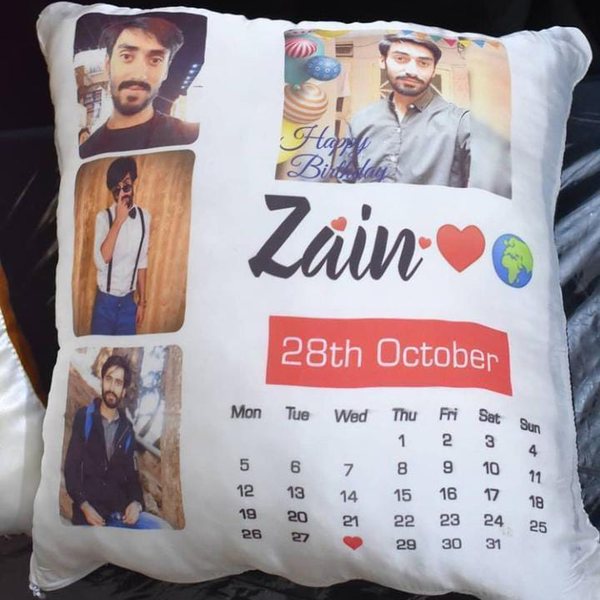 Happy
Birthday
Zain
28th October
Mon Tue Wed Thu Fri Sat Sun
1 2 3 4
5 6 7 8 9 10 11
12 13 14 15 16 17 18
19 20 21 22 23 24 25
26 27 29 30 31